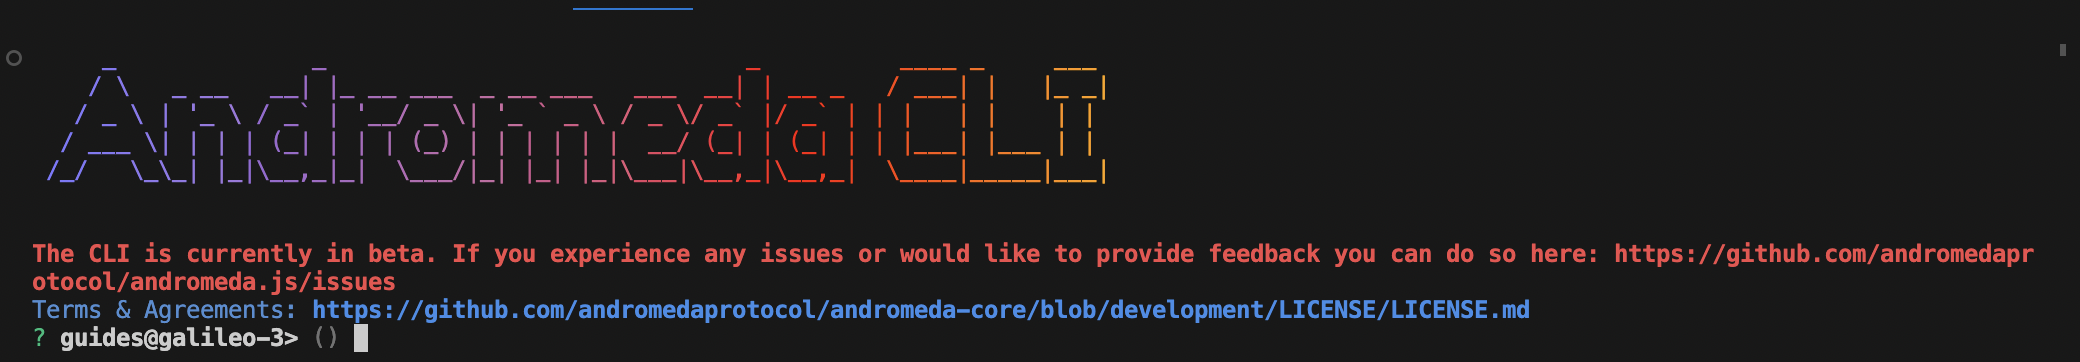 Andromeda CLI
The CLI is currently in beta. If you experience any issues or would like to provide feedback you can do so here: https://github.com/andromedapr
otocol/andromeda.js/issues
Terms & Agreements: https://github.com/andromedaprotocol/andromeda-core/blob/development/LICENSE/LICENSE.md
? guides@galileo-3> ()